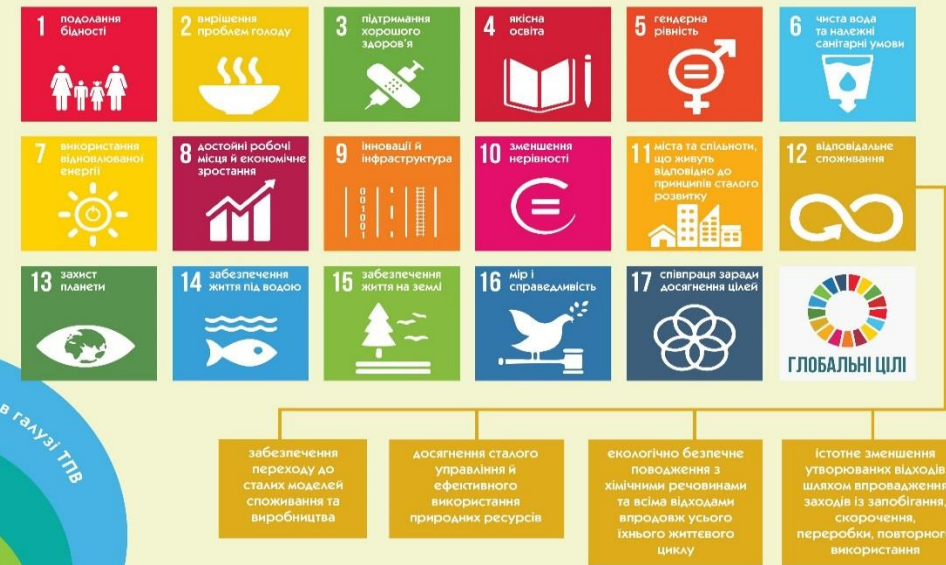 1 подолання
бідності
2 вирішення
проблем голоду
3 підтримання
хорошого
здоров'я
4 якісна
освіта
5 гендерна
рівність
6 чиста вода
та належні
санітарні умови
7 використання
відновлюваної
енергії
8 достойні робочі
місця й економічне
зростання
9 інновації й
інфраструктура
10 зменшення
нерівності
11 міста та спільноти,
що живуть
відповідно до
принципів сталого
розвитку
12 відповідальне
споживання
13 захист
планети
14 забезпечення
життя під водою
15 забезпечення
життя на землі
16 мір і
справедливість
17 співпраця заради
досягнення цілей
ГЛОБАЛЬНІ ЦІЛІ
в галузі ТПВ
забезпечення
переходу до
сталих моделей
споживання та
виробництва
досягнення сталого
управління й
ефективного
використання
природних ресурсів
екологічно безпечне
поводження з
хімічними речовинами
та всіма відходами
впродовж усього
їхнього життєвого
циклу
істотне зменшення
утворюваних відходів
шляхом впровадження
заходів із запобігання,
скорочення,
переробки, повторного
використання